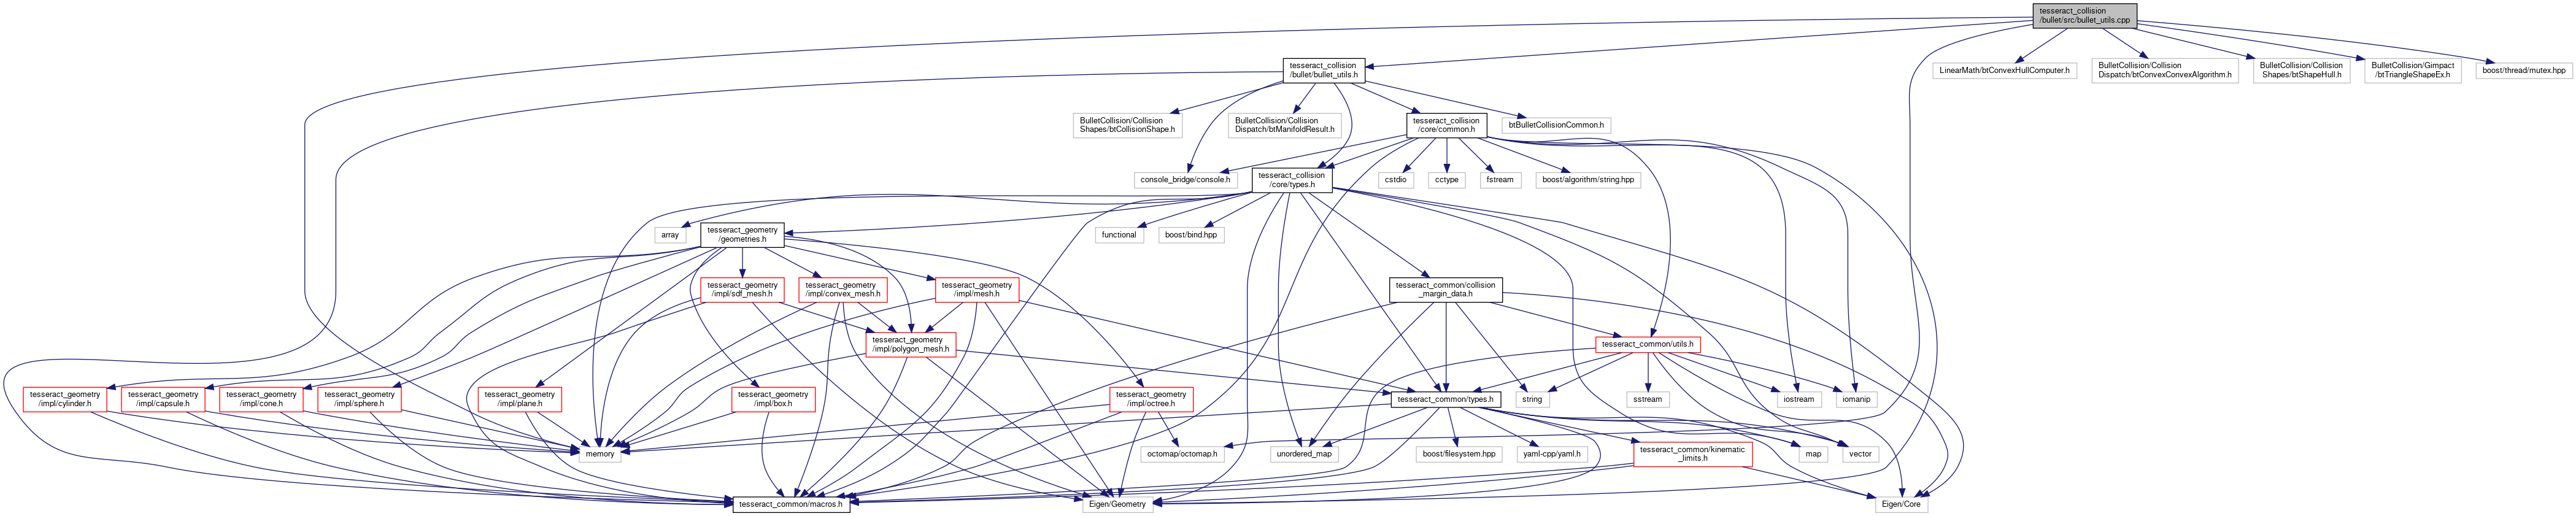 tesseract_collision
/bullet/src/bullet_utils.cpp
tesseract_collision
/bullet/bullet_utils.h
LinearMath/btConvexHullComputer.h
BulletCollision/Collision
Dispatch/btConvexConvexAlgorithm.h
BulletCollision/Collision
Shapes/btShapeHull.h
BulletCollision/Gimpact
/btTriangleShapeEx.h
boost/thread/mutex.hpp
BulletCollision/Collision
Shapes/btCollisionShape.h
BulletCollision/Collision
Dispatch/btManifoldResult.h
tesseract_collision
/core/common.h
btBulletCollisionCommon.h
console_bridge/console.h
tesseract_collision
/core/types.h
cstdio
cctype
fstream
boost/algorithm/string.hpp
array
tesseract_geometry
/geometries.h
functional
boost/bind.hpp
tesseract_geometry
/impl/sdf_mesh.h
tesseract_geometry
/impl/convex_mesh.h
tesseract_geometry
/impl/mesh.h
tesseract_common/collision
_margin_data.h
tesseract_geometry
/impl/polygon_mesh.h
tesseract_common/utils.h
tesseract_geometry
/impl/cylinder.h
tesseract_geometry
/impl/capsule.h
tesseract_geometry
/impl/cone.h
tesseract_geometry
/impl/sphere.h
tesseract_geometry
/impl/plane.h
tesseract_geometry
/impl/box.h
tesseract_geometry
/impl/octree.h
tesseract_common/types.h
string
sstream
iostream
iomanip
memory
octomap/octomap.h
unordered_map
boost/filesystem.hpp
yaml-cpp/yaml.h
tesseract_common/kinematic
_limits.h
map
vector
tesseract_common/macros.h
Eigen/Geometry
Eigen/Core